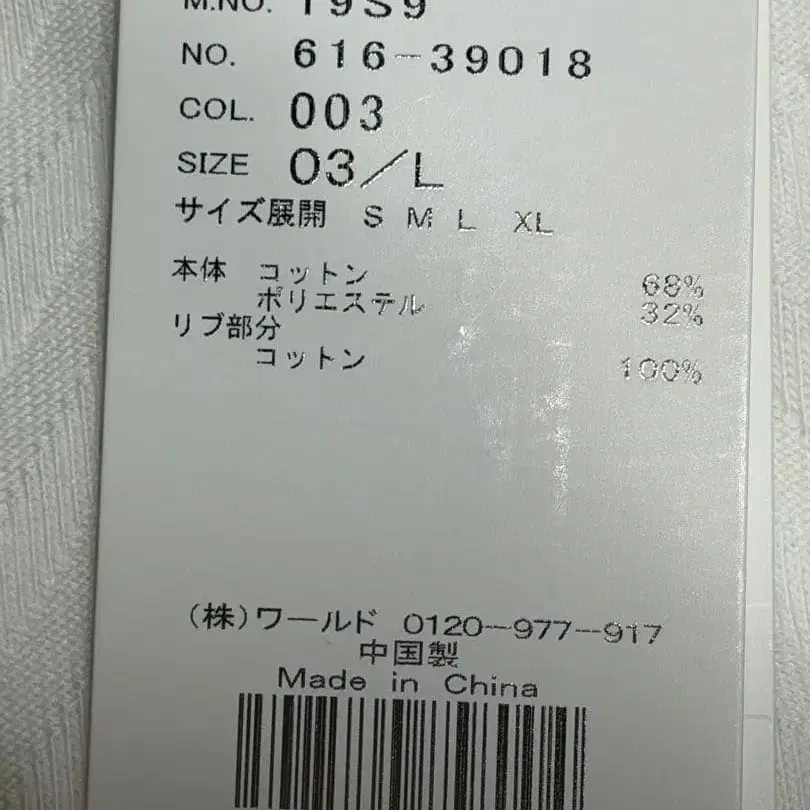 M.NO. T9S9
NO. 616-39018
COL. 003
SIZE 03/L
サイズ展開 S M L XL
本体 コットン 68%
ポリエステル 32%
リブ部分
コットン 100%
(株)ワールド 0120-977-917
中国製
Made in China